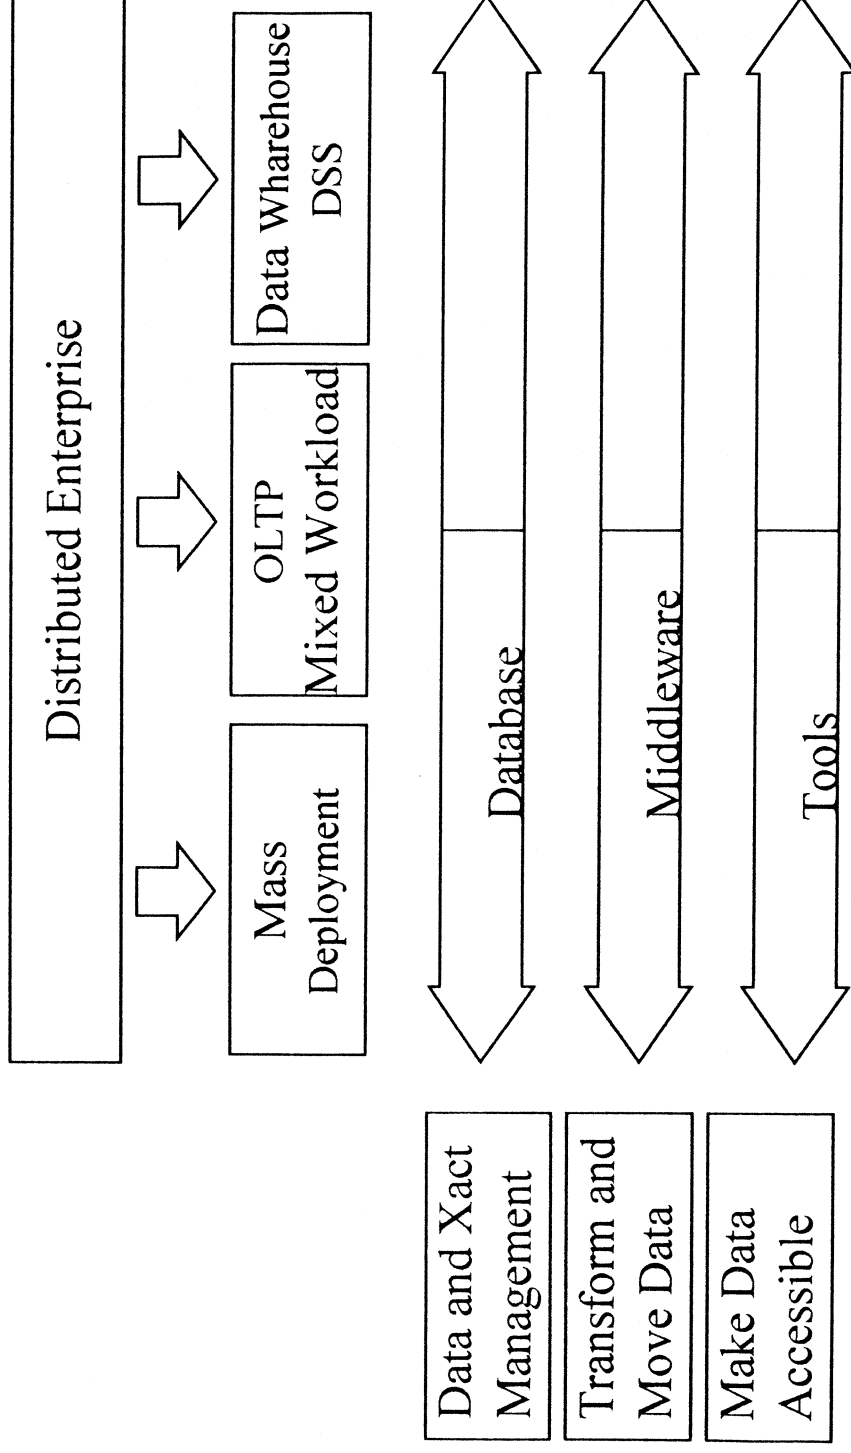 Distributed Enterprise
Mass
Deployment
OLTP
Mixed Workload
Data Wharehouse
DSS
Data and Xact
Management
Database
Transform and
Move Data
Middleware
Make Data
Accessible
Tools